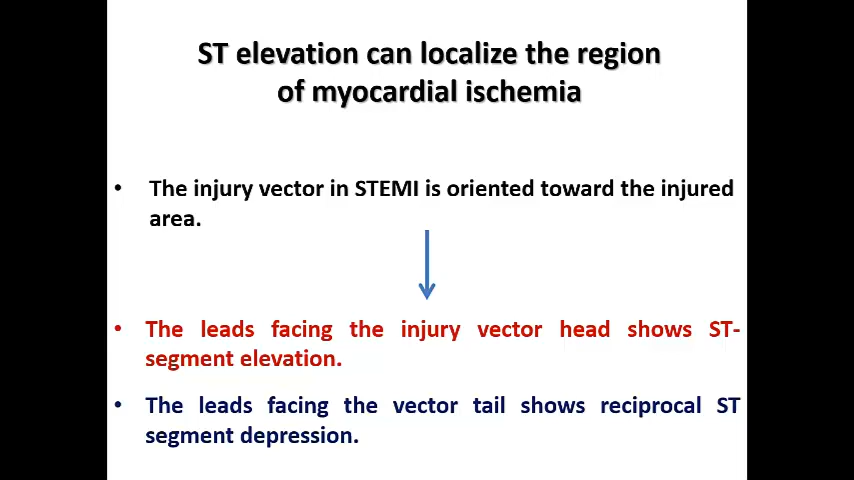 ST elevation can localize the region
of myocardial ischemia
• The injury vector in STEMI is oriented toward the injured
area.
• The leads facing the injury vector head shows ST-
segment elevation.
• The leads facing the vector tail shows reciprocal ST
segment depression.